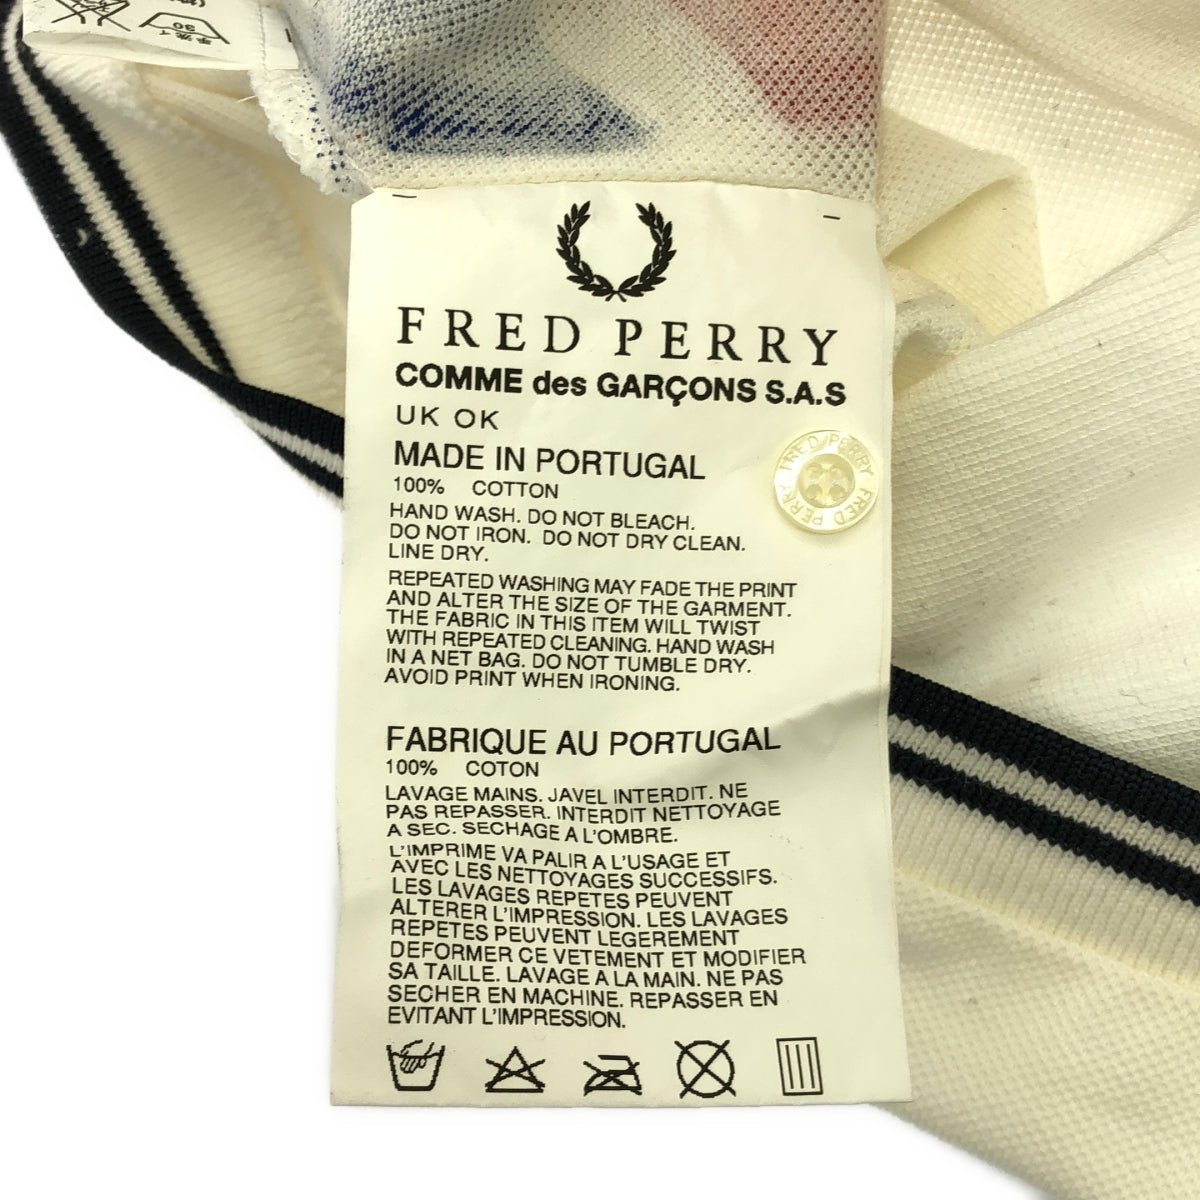 30
FRED PERRY
COMME des GARÇONS S.A.S
UK OK
MADE IN PORTUGAL
100% COTTON
HAND WASH. DO NOT BLEACH.
DO NOT IRON. DO NOT DRY CLEAN.
LINE DRY.
REPEATED WASHING MAY FADE THE PRINT
AND ALTER THE SIZE OF THE GARMENT.
THE FABRIC IN THIS ITEM WILL TWIST
WITH REPEATED CLEANING. HAND WASH
IN A NET BAG. DO NOT TUMBLE DRY.
AVOID PRINT WHEN IRONING.
FRED PERRY FRED PERRY
FABRIQUE AU PORTUGAL
100% COTON
LAVAGE MAINS. JAVEL INTERDIT. NE
PAS REPASSER. INTERDIT NETTOYAGE
A SEC. SECHAGE A L'OMBRE.
L'IMPRIME VA PALIR A L'USAGE ET
AVEC LES NETTOYAGES SUCCESSIFS.
LES LAVAGES REPETES PEUVENT
ALTERER L'IMPRESSION. LES LAVAGES
REPETES PEUVENT LEGEREMENT
DEFORMER CE VETEMENT ET MODIFIER
SA TAILLE. LAVAGE A LA MAIN. NE PAS
SECHER EN MACHINE. REPASSER EN
EVITANT L'IMPRESSION.